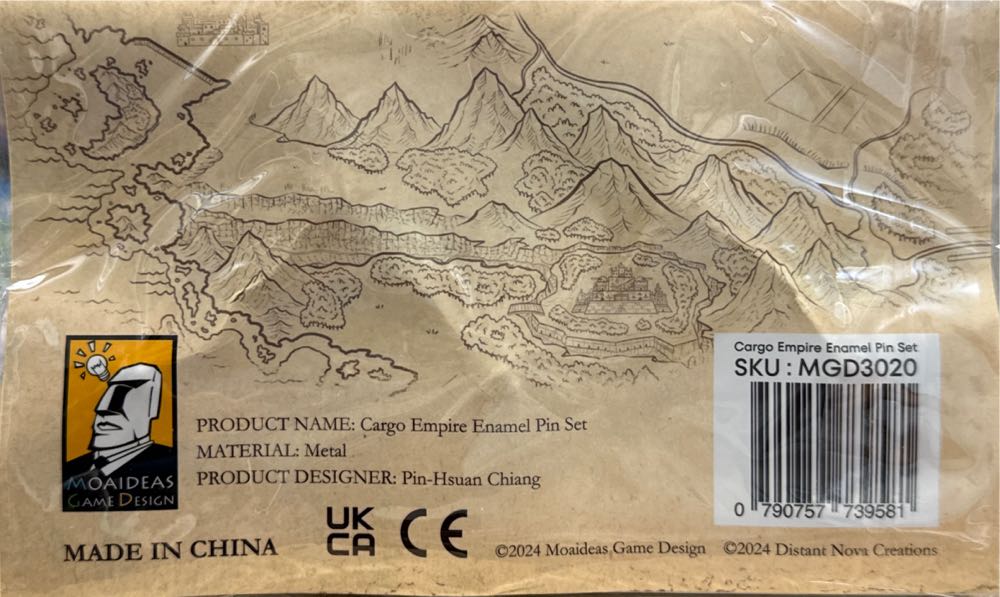 Cargo Empire Enamel Pin Set
SKU : MGD3020
0 790757 739581
MOAIDEAS
GAME DESIGN
PRODUCT NAME: Cargo Empire Enamel Pin Set
MATERIAL: Metal
PRODUCT DESIGNER: Pin-Hsuan Chiang
MADE IN CHINA
UK
CA
CE
©2024 Moaideas Game Design ©2024 Distant Nova Creations